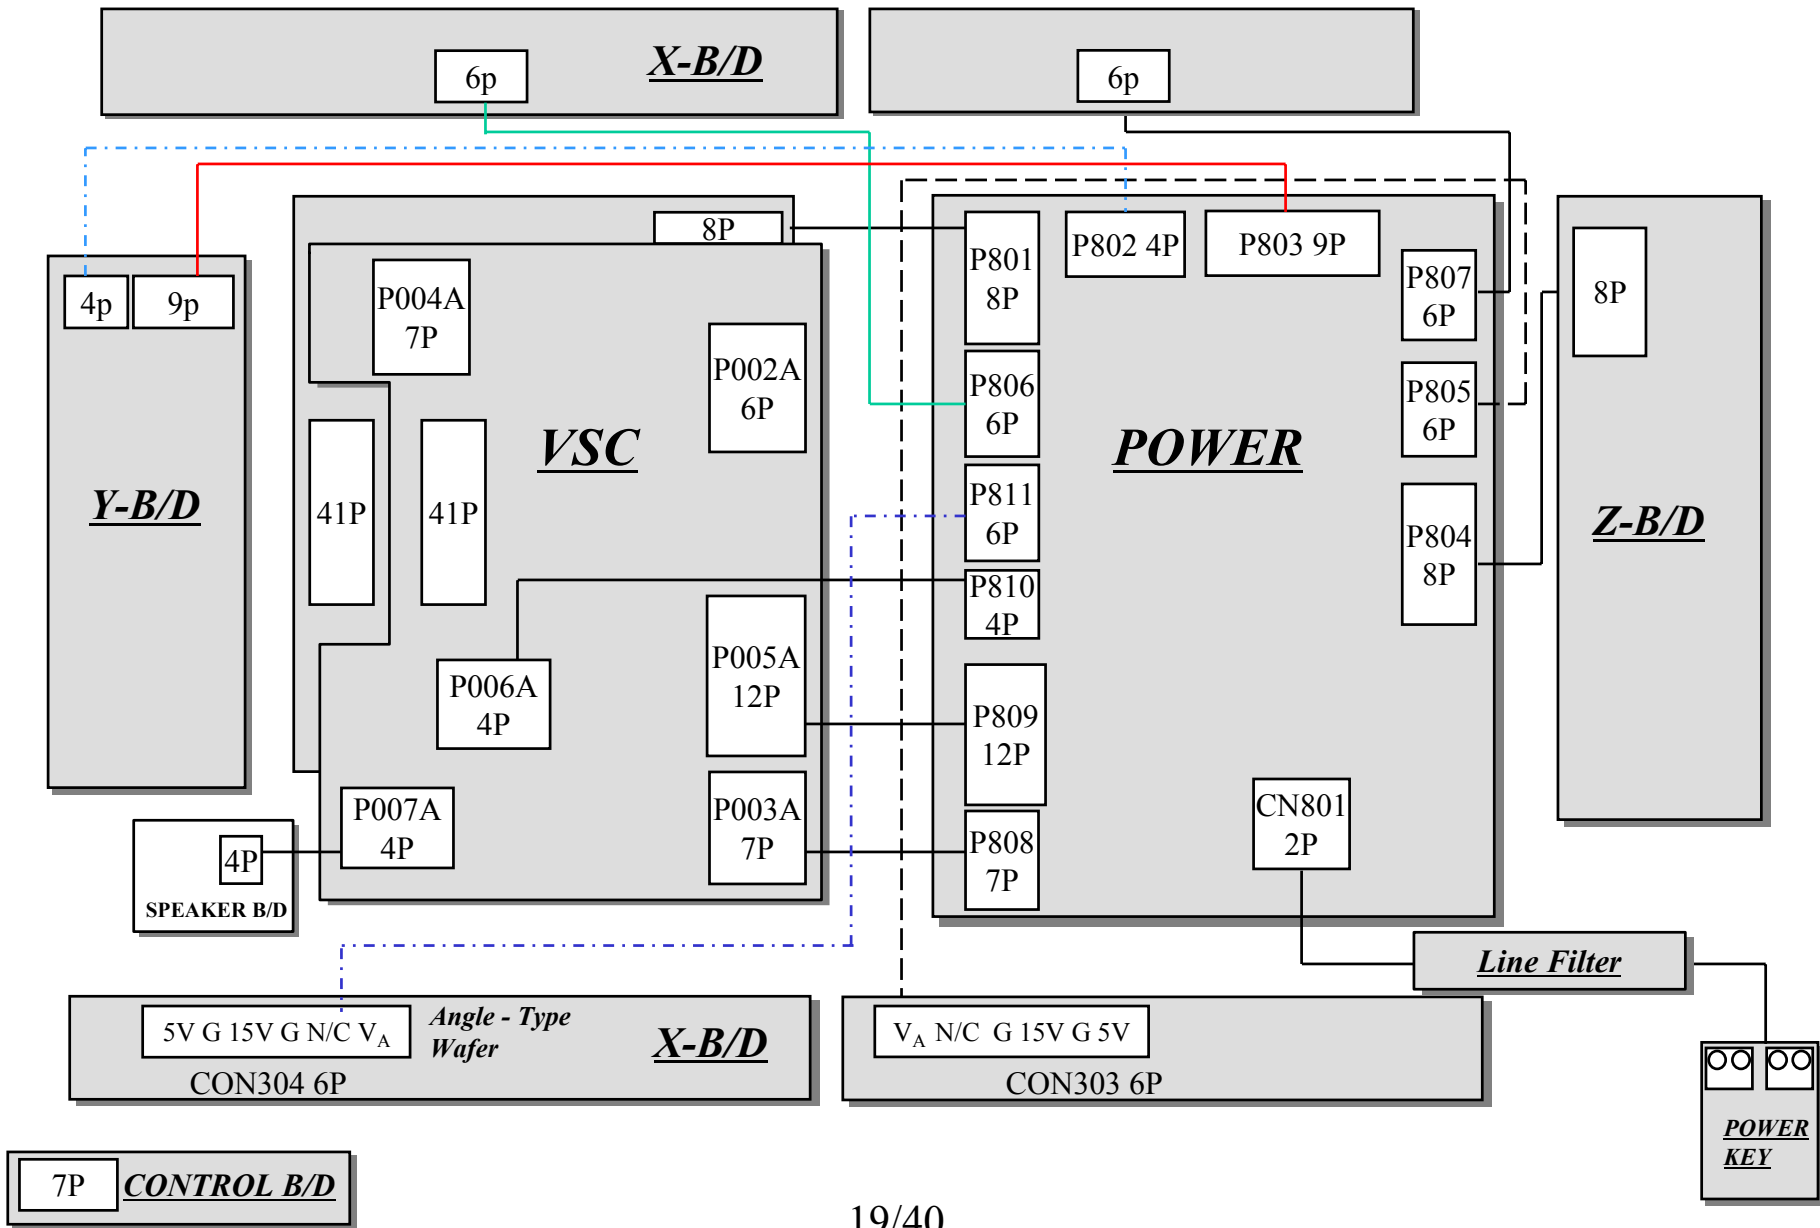 X-B/D
6p
6p
8P
P801
8P
P802 4P
P803 9P
P807
6P
8P
4p
9p
P004A
7P
P002A
6P
P806
6P
P805
6P
VSC
POWER
Y-B/D
41P
41P
P811
6P
P804
8P
Z-B/D
P810
4P
P006A
4P
P005A
12P
P809
12P
P007A
4P
P003A
7P
P808
7P
CN801
2P
4P
SPEAKER B/D
Line Filter
5V G 15V G N/C VA
Angle - Type
Wafer
X-B/D
CON304 6P
VA N/C G 15V G 5V
CON303 6P
POWER
KEY
7P
CONTROL B/D
19/40